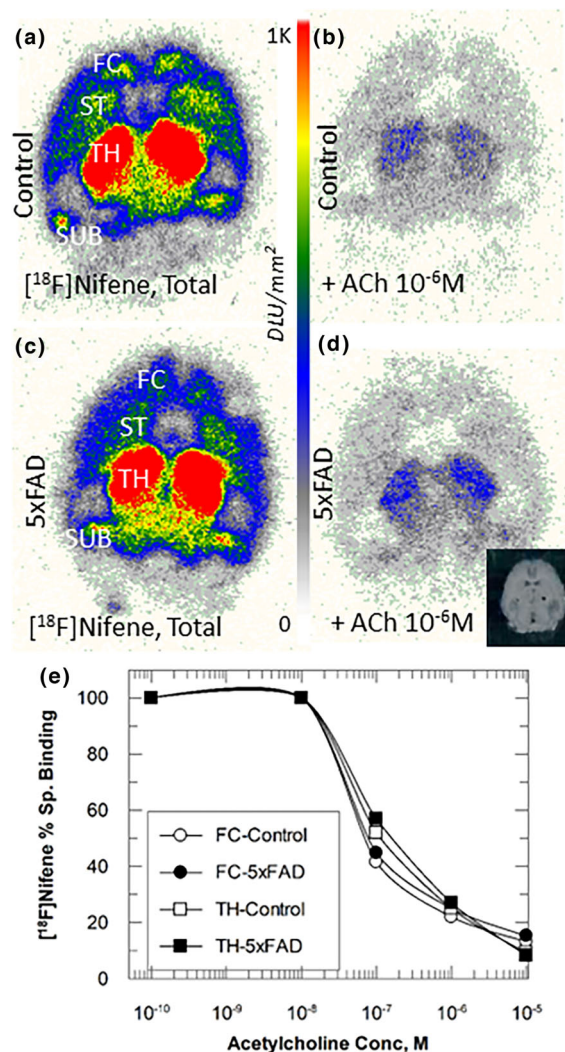 (a)
FC
ST
TH
SUB
Control
[¹⁸F]Nifene, Total
1K
DLU/mm²
0
(b)
Control
+ ACh 10⁻⁶M
(c)
FC
ST
TH
SUB
5xFAD
[¹⁸F]Nifene, Total
(d)
5xFAD
+ ACh 10⁻⁶M
(e)
[¹⁸F]Nifene % Sp. Binding
100
80
60
40
20
0
FC-Control
FC-5xFAD
TH-Control
TH-5xFAD
10⁻¹⁰ 10⁻⁹ 10⁻⁸ 10⁻⁷ 10⁻⁶ 10⁻⁵
Acetylcholine Conc, M